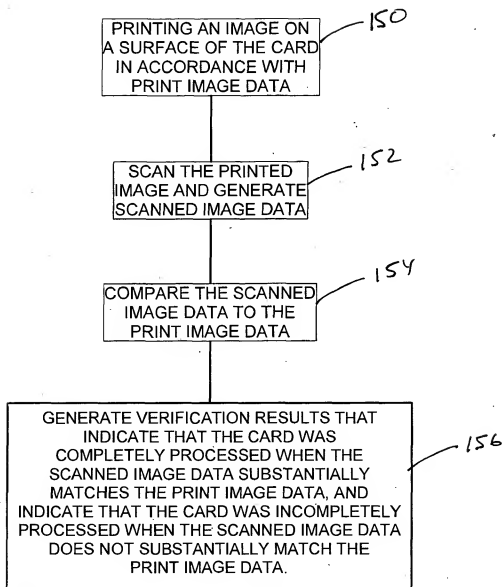 PRINTING AN IMAGE ON
A SURFACE OF THE CARD
IN ACCORDANCE WITH
PRINT IMAGE DATA
150
SCAN THE PRINTED
IMAGE AND GENERATE
SCANNED IMAGE DATA
152
COMPARE THE SCANNED
IMAGE DATA TO THE
PRINT IMAGE DATA
154
GENERATE VERIFICATION RESULTS THAT
INDICATE THAT THE CARD WAS
COMPLETELY PROCESSED WHEN THE
SCANNED IMAGE DATA SUBSTANTIALLY
MATCHES THE PRINT IMAGE DATA, AND
INDICATE THAT THE CARD WAS INCOMPLETELY
PROCESSED WHEN THE SCANNED IMAGE DATA
DOES NOT SUBSTANTIALLY MATCH THE
PRINT IMAGE DATA.
156